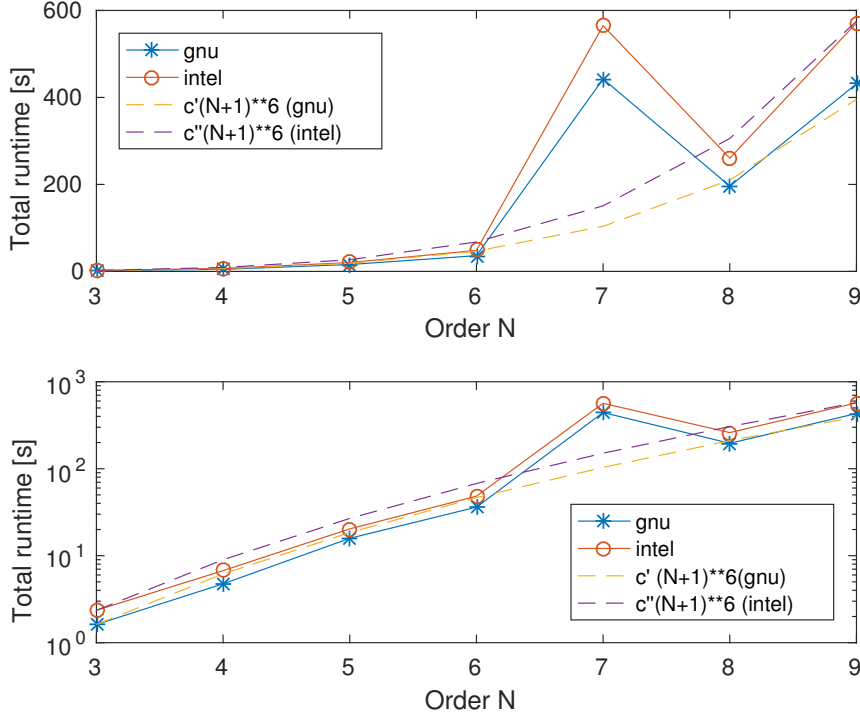 600
400
200
0
Total runtime [s]
gnu
intel
c'(N+1)**6 (gnu)
c''(N+1)**6 (intel)
3 4 5 6 7 8 9
Order N
10^3
10^2
10^1
10^0
Total runtime [s]
gnu
intel
c' (N+1)**6(gnu)
c''(N+1)**6 (intel)
3 4 5 6 7 8 9
Order N